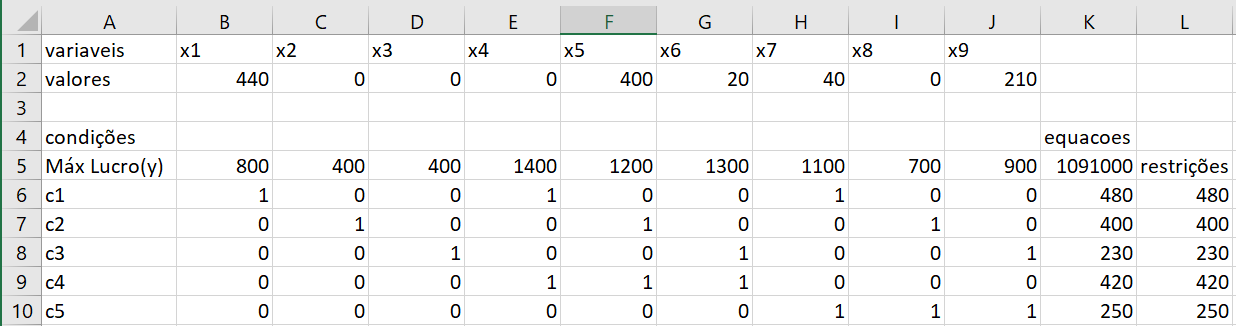 A B C D E F G H I J K L
1 variaveis x1 x2 x3 x4 x5 x6 x7 x8 x9
2 valores 440 0 0 0 400 20 40 0 210
3
4 condições equacoes
5 Máx Lucro(y) 800 400 400 1400 1200 1300 1100 700 900 1091000 restrições
6 c1 1 0 0 1 0 0 1 0 0 480 480
7 c2 0 1 0 0 1 0 0 1 0 400 400
8 c3 0 0 1 0 0 1 0 0 1 230 230
9 c4 0 0 0 1 1 1 0 0 0 420 420
10 c5 0 0 0 0 0 0 1 1 1 250 250